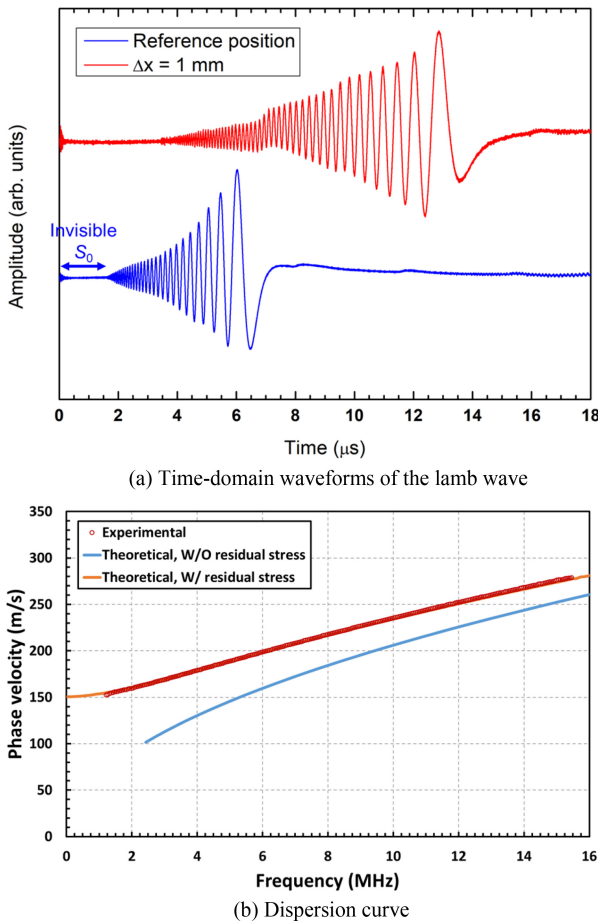 Reference position
Δx = 1 mm
Invisible
S0
Amplitude (arb. units)
0 2 4 6 8 10 12 14 16 18
Time (μs)
(a) Time-domain waveforms of the lamb wave
350
300
250
200
150
100
50
0
Experimental
Theoretical, W/O residual stress
Theoretical, W/ residual stress
Phase velocity (m/s)
0 2 4 6 8 10 12 14 16
Frequency (MHz)
(b) Dispersion curve